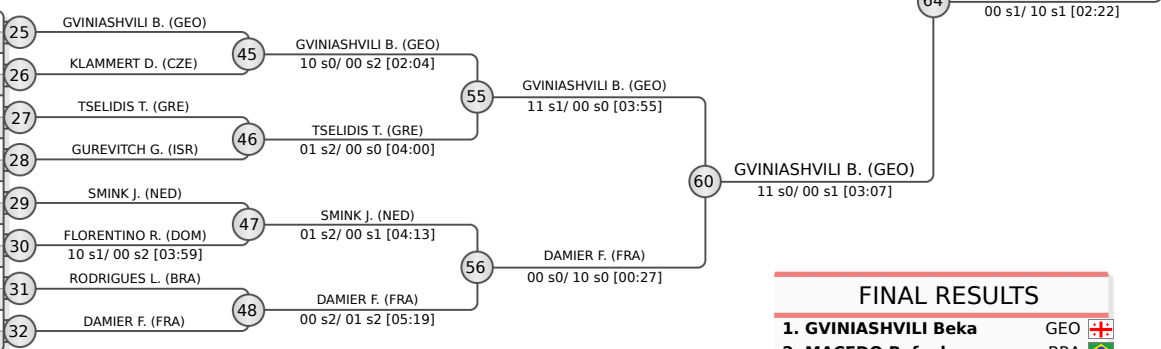 64
00 s1/ 10 s1 [02:22]
25
GVINIASHVILI B. (GEO)
45
GVINIASHVILI B. (GEO)
10 s0/ 00 s2 [02:04]
26
KLAMMERT D. (CZE)
55
GVINIASHVILI B. (GEO)
11 s1/ 00 s0 [03:55]
27
TSELIDIS T. (GRE)
46
TSELIDIS T. (GRE)
01 s2/ 00 s0 [04:00]
28
GUREVITCH G. (ISR)
60
GVINIASHVILI B. (GEO)
11 s0/ 00 s1 [03:07]
29
SMINK J. (NED)
47
SMINK J. (NED)
01 s2/ 00 s1 [04:13]
30
FLORENTINO R. (DOM)
10 s1/ 00 s2 [03:59]
56
DAMIER F. (FRA)
00 s0/ 10 s0 [00:27]
31
RODRIGUES L. (BRA)
48
DAMIER F. (FRA)
00 s2/ 01 s2 [05:19]
32
DAMIER F. (FRA)
FINAL RESULTS
1. GVINIASHVILI Beka GEO
2. MACEDO Rafael BRA